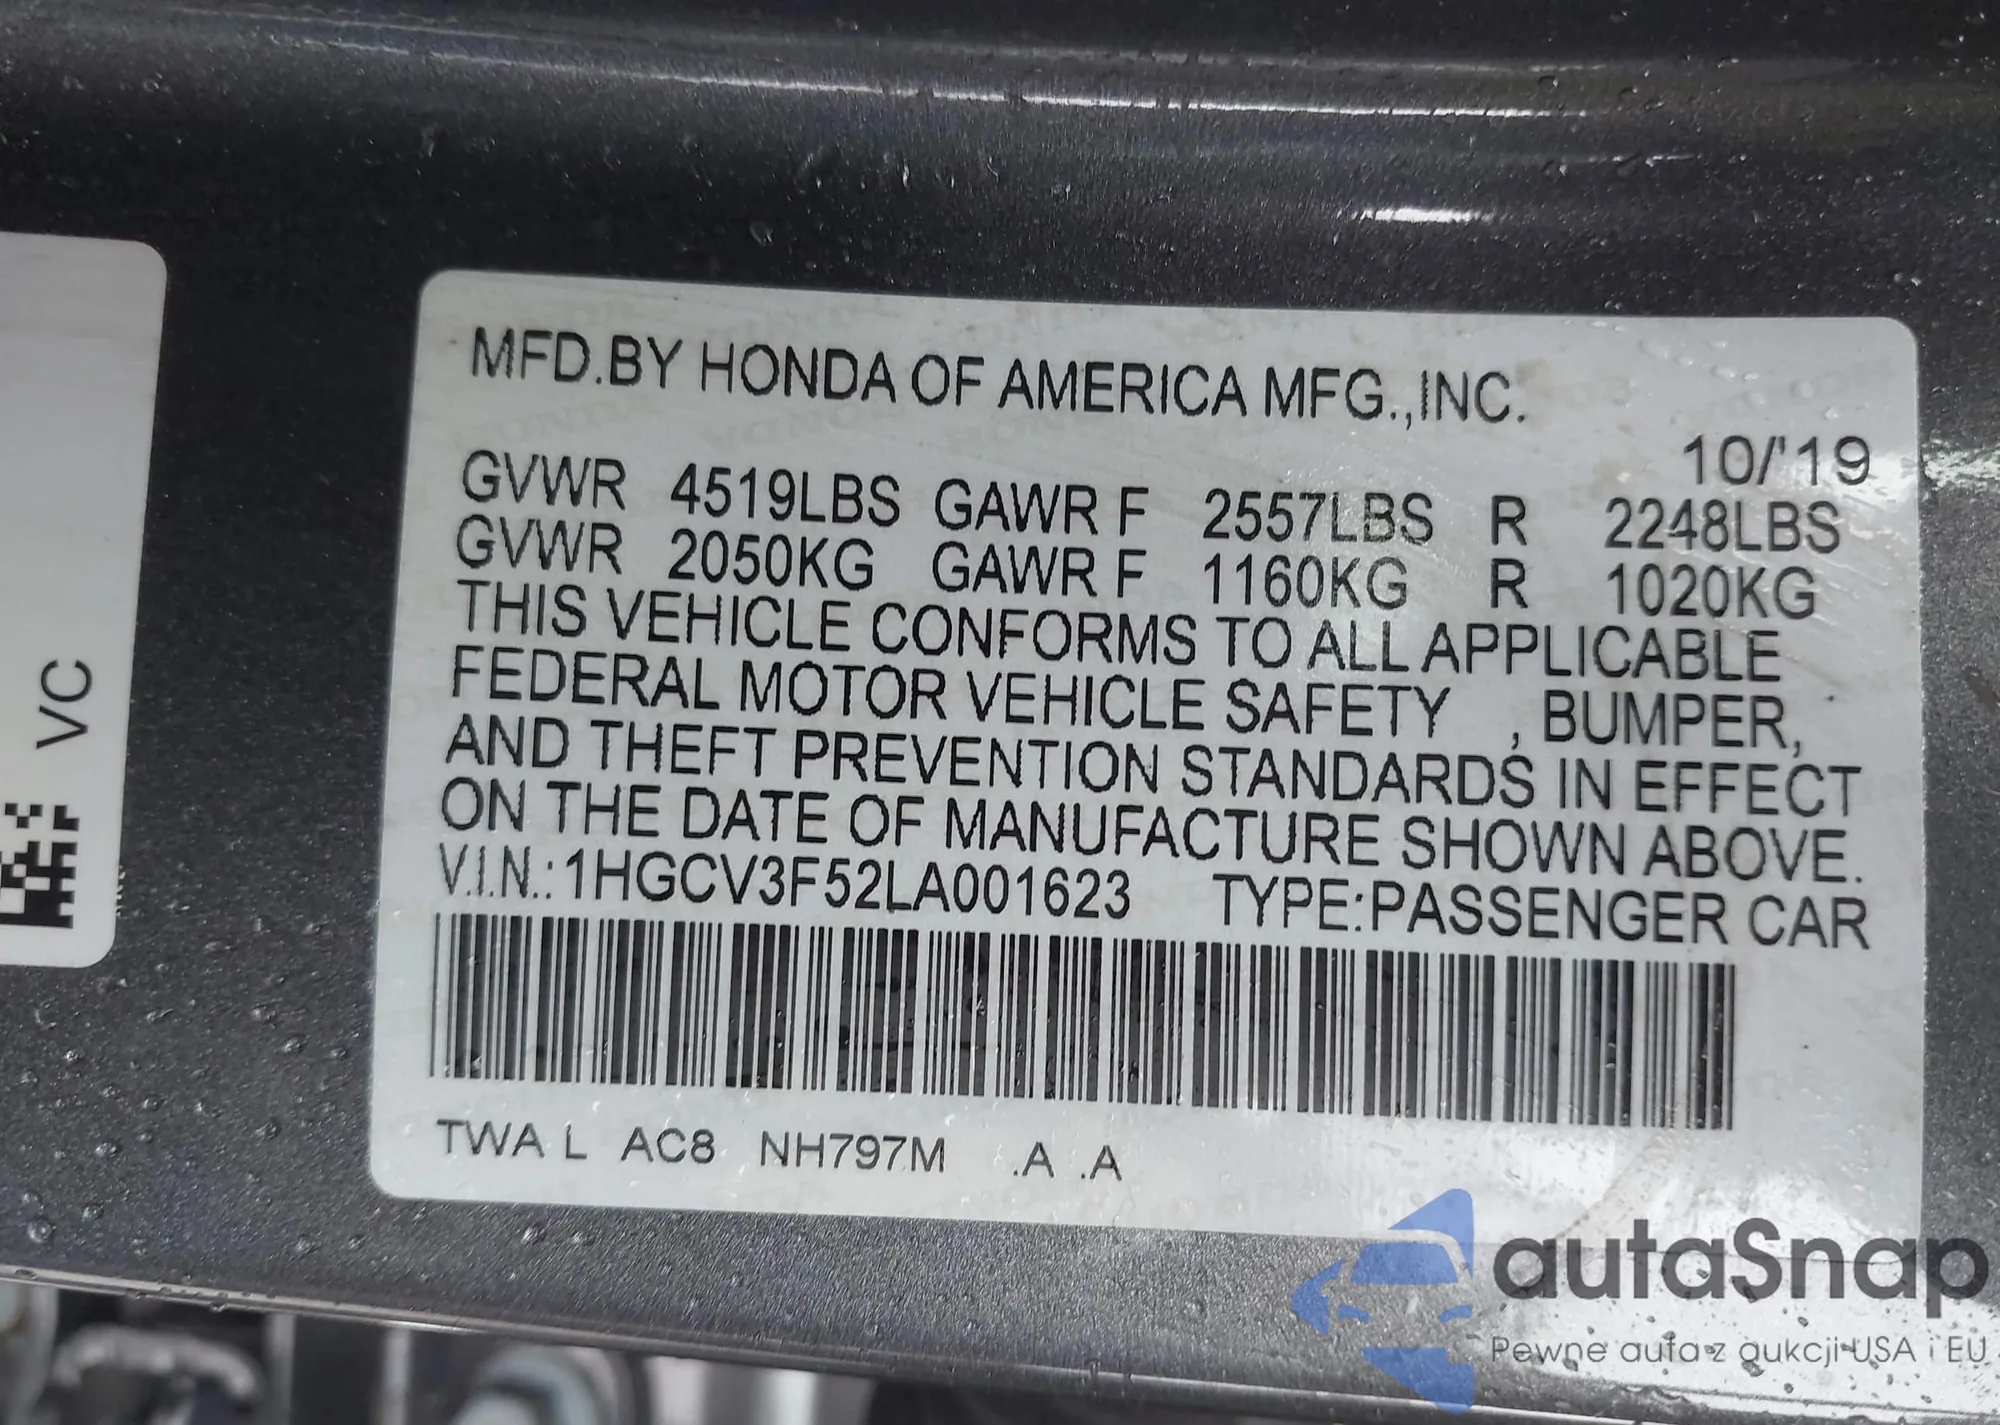 MFD.BY HONDA OF AMERICA MFG.,INC.
10/'19
GVWR 4519LBS GAWR F 2557LBS R 2248LBS
GVWR 2050KG GAWR F 1160KG R 1020KG
THIS VEHICLE CONFORMS TO ALL APPLICABLE
FEDERAL MOTOR VEHICLE SAFETY , BUMPER,
AND THEFT PREVENTION STANDARDS IN EFFECT
ON THE DATE OF MANUFACTURE SHOWN ABOVE.
V.I.N.:1HGCV3F52LA001623 TYPE:PASSENGER CAR
TWA L AC8 NH797M .A .A
VC
autaSnap
Pewne auta z aukcji USA i EU